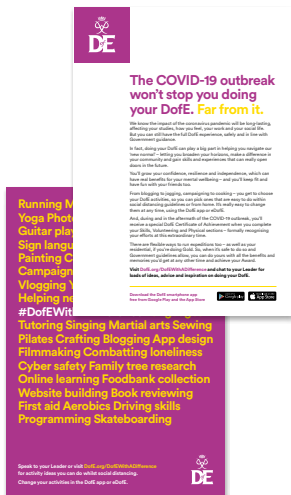 DE
The COVID-19 outbreak
won't stop you doing
your DofE. Far from it.
We know the impact of the coronavirus pandemic will be long-lasting,
affecting your studies, how you feel, your work and your social life.
But you can still have the full DofE experience, safely and in line with
Government guidance.
In fact, doing your DofE can play a big part in helping you navigate our
'new normal' – letting you broaden your horizons, make a difference in
your community and gain skills and experiences that can really open
doors in the future.
You'll grow your confidence, resilience and independence, which can
have real benefits for your mental wellbeing – and you'll keep fit and
have fun with your friends too.
From blogging to jogging, campaigning to cooking – you get to choose
your DofE activities, so you can pick ones that are easy to do within
social distancing guidelines or from home. It's really easy to change
them at any time, using the DofE app or eDofE.
And, during and in the aftermath of the coronavirus outbreak, you'll
receive a special DofE Certificate of Achievement when you complete
your Skills, Volunteering and Physical sections – formally recognising
your efforts at this extraordinary time.
There are flexible ways to run expeditions too – as well as your
residential, if you're doing Gold. So, when it's safe to do so and
Government guidelines allow, you can do yours with all the benefits and
memories you'd get at any other time and achieve your Award.
Visit DofE.org/DofEWithADifference and chat to your Leader for
loads of ideas, advice and inspiration on doing your DofE.
Download the DofE smartphone app
free from Google Play and the App Store
Google play
App Store
Running M
Yoga Phot
Guitar pla
Sign langu
Painting C
Campaign
Vlogging Y
Helping ne
#DofEWit
Tutoring Singing Martial arts Sewing
Pilates Crafting Blogging App design
Filmmaking Combatting loneliness
Cyber safety Family tree research
Online learning Foodbank collection
Website building Book reviewing
First aid Aerobics Driving skills
Programming Skateboarding
Speak to your Leader or visit DofE.org/DofEWithADifference
for activity ideas you can do whilst social distancing.
Change your activities in the DofE app or eDofE.
DE